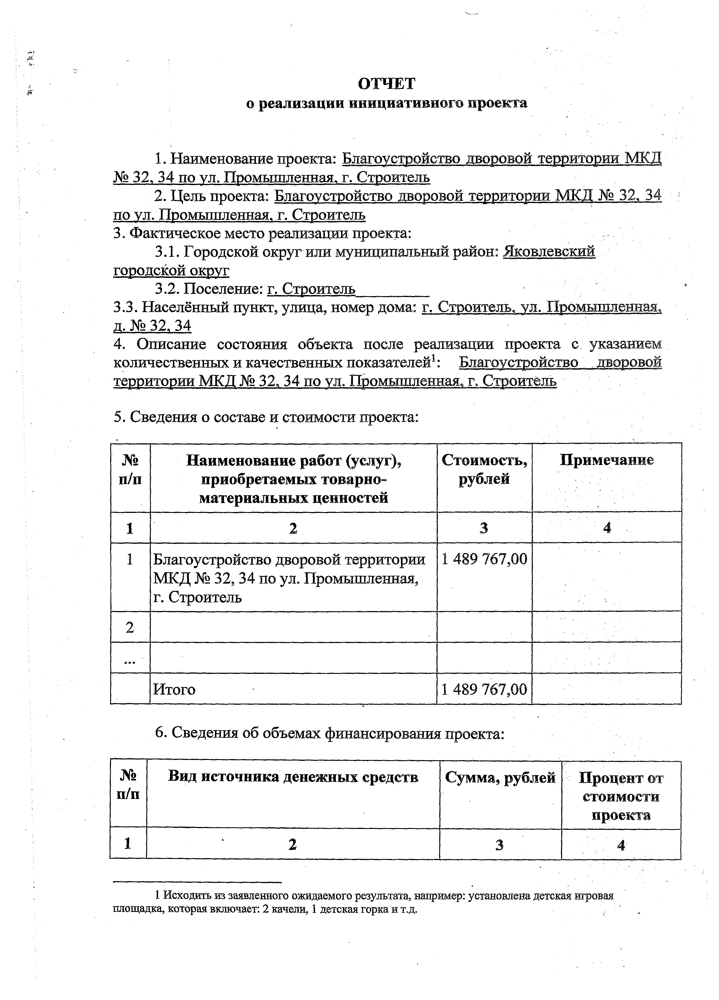 ОТЧЕТ
о реализации инициативного проекта
1. Наименование проекта: Благоустройство дворовой территории МКД
№ 32, 34 по ул. Промышленная, г. Строитель
2. Цель проекта: Благоустройство дворовой территории МКД № 32, 34
по ул. Промышленная, г. Строитель
3. Фактическое место реализации проекта:
3.1. Городской округ или муниципальный район: Яковлевский
городской округ
3.2. Поселение: г. Строитель_________
3.3. Населённый пункт, улица, номер дома: г. Строитель, ул. Промышленная,
д. № 32, 34
4. Описание состояния объекта после реализации проекта с указанием
количественных и качественных показателей¹: Благоустройство дворовой
территории МКД № 32, 34 по ул. Промышленная, г. Строитель
5. Сведения о составе и стоимости проекта:
№ Наименование работ (услуг), Стоимость, Примечание
п/п приобретаемых товарно- рублей
материальных ценностей
1 2 3 4
1 Благоустройство дворовой территории 1 489 767,00
МКД № 32, 34 по ул. Промышленная,
г. Строитель
2
...
Итого 1 489 767,00
6. Сведения об объемах финансирования проекта:
№ Вид источника денежных средств Сумма, рублей Процент от
п/п стоимости
проекта
1 2 3 4
1 Исходить из заявленного ожидаемого результата, например: установлена детская игровая
площадка, которая включает: 2 качели, 1 детская горка и т.д.